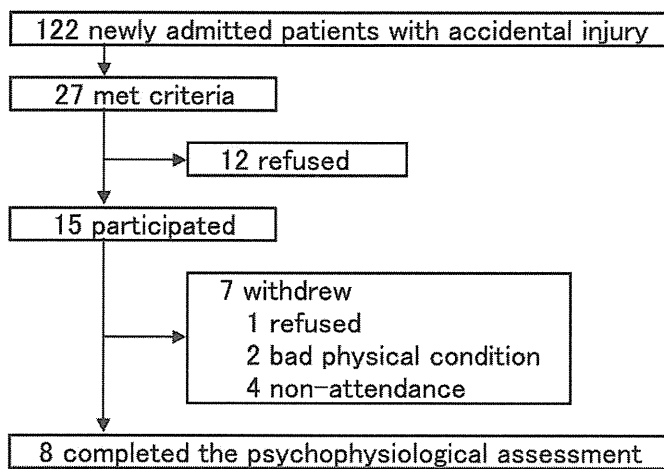 122 newly admitted patients with accidental injury
27 met criteria
12 refused
15 participated
7 withdrew
1 refused
2 bad physical condition
4 non-attendance
8 completed the psychophysiological assessment